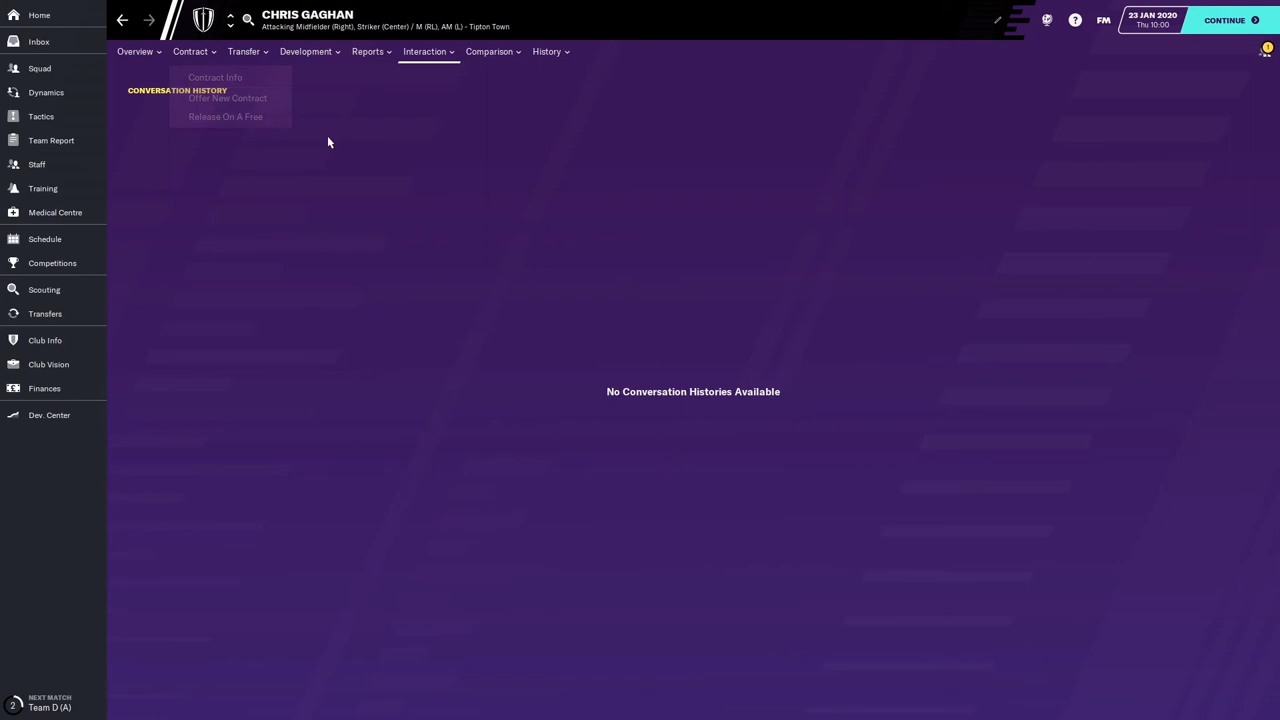 CHRIS GAGHAN
Attacking Midfielder (Right), Striker (Center) / M (RL), AM (L) - Tipton Town
FM
23 JAN 2020
Thu 10:00
CONTINUE
Overview
Contract
Transfer
Development
Reports
Interaction
Comparison
History
Home
Inbox
Squad
Dynamics
Tactics
Team Report
Staff
Training
Medical Centre
Schedule
Competitions
Scouting
Transfers
Club Info
Club Vision
Finances
Dev. Center
Contract Info
CONVERSATION HISTORY
Offer New Contract
Release On A Free
No Conversation Histories Available
2
NEXT MATCH
Team D (A)